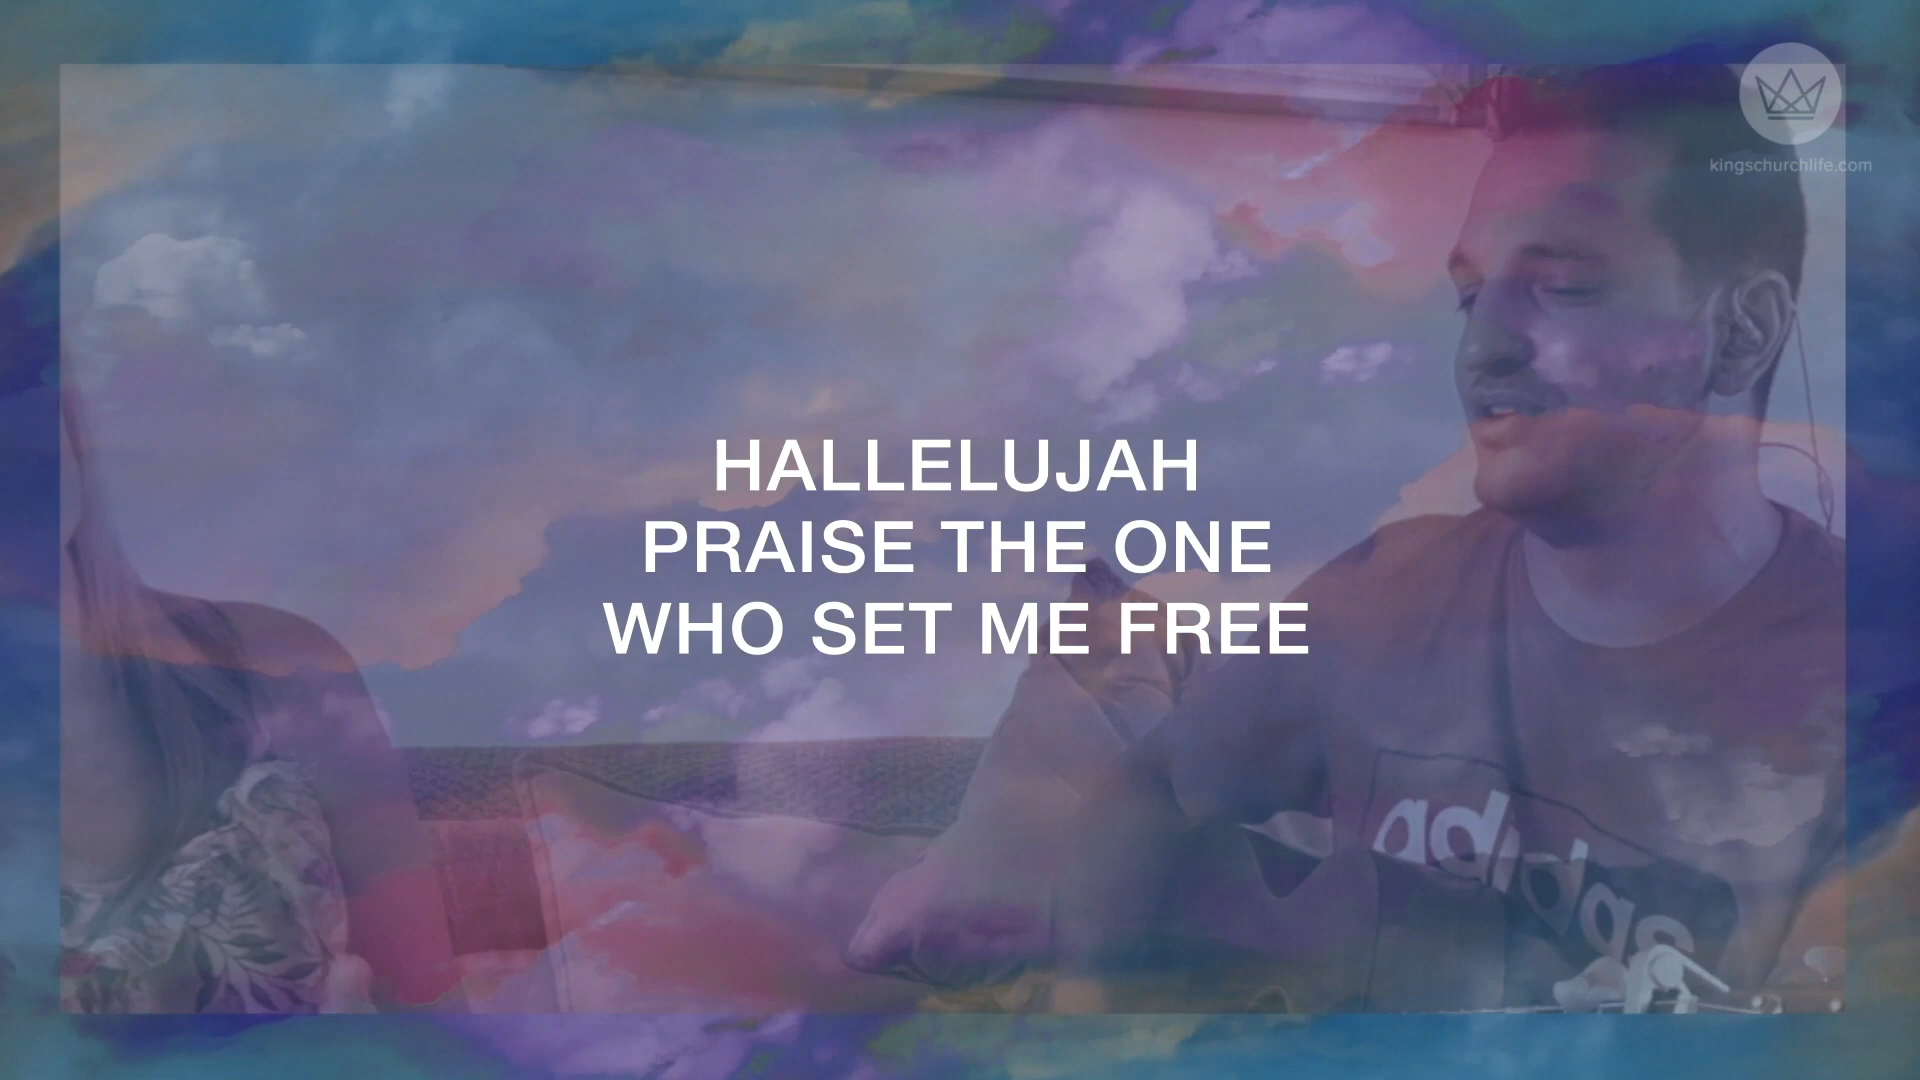 kingschurchlife.com
HALLELUJAH
PRAISE THE ONE
WHO SET ME FREE
adidas